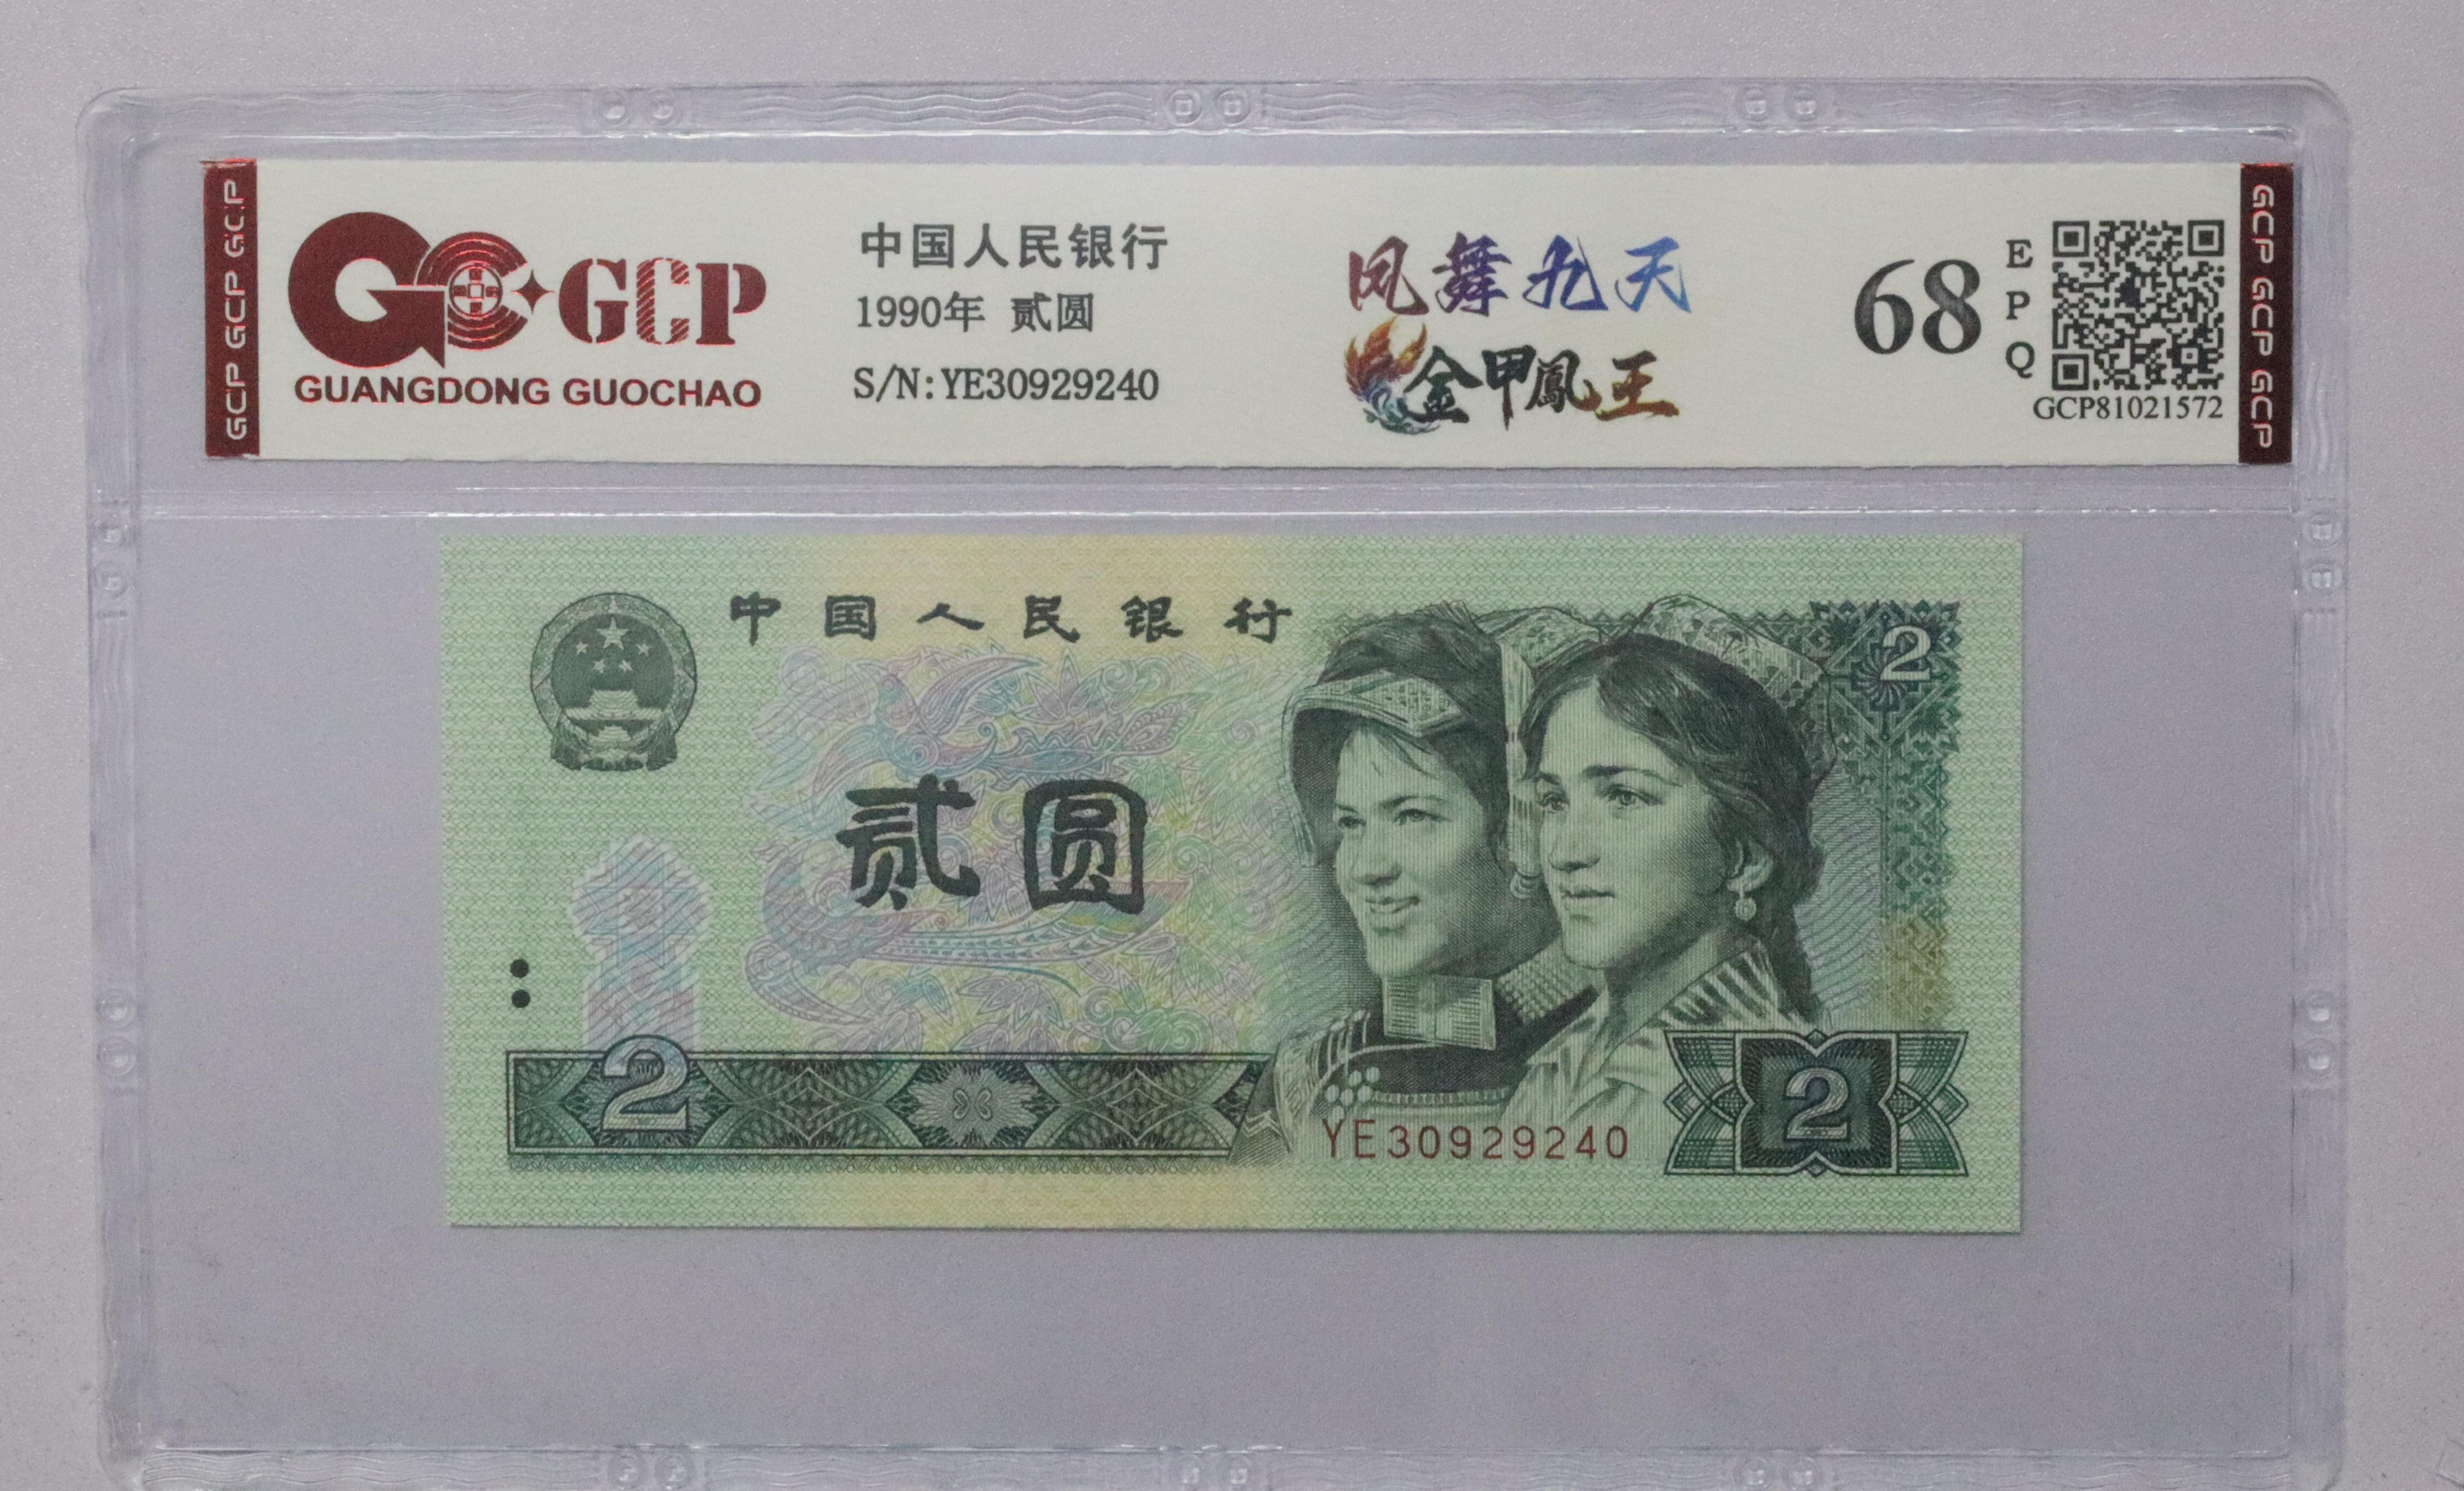 GCP GCP GCP
GCP
GUANGDONG GUOCHAO
中国人民银行
1990年 贰圆
S/N:YE30929240
凤舞九天
金甲鳳王
68
EPQ
GCP81021572
GCP GCP GCP
中国人民银行
2
贰圆
2
YE30929240
2